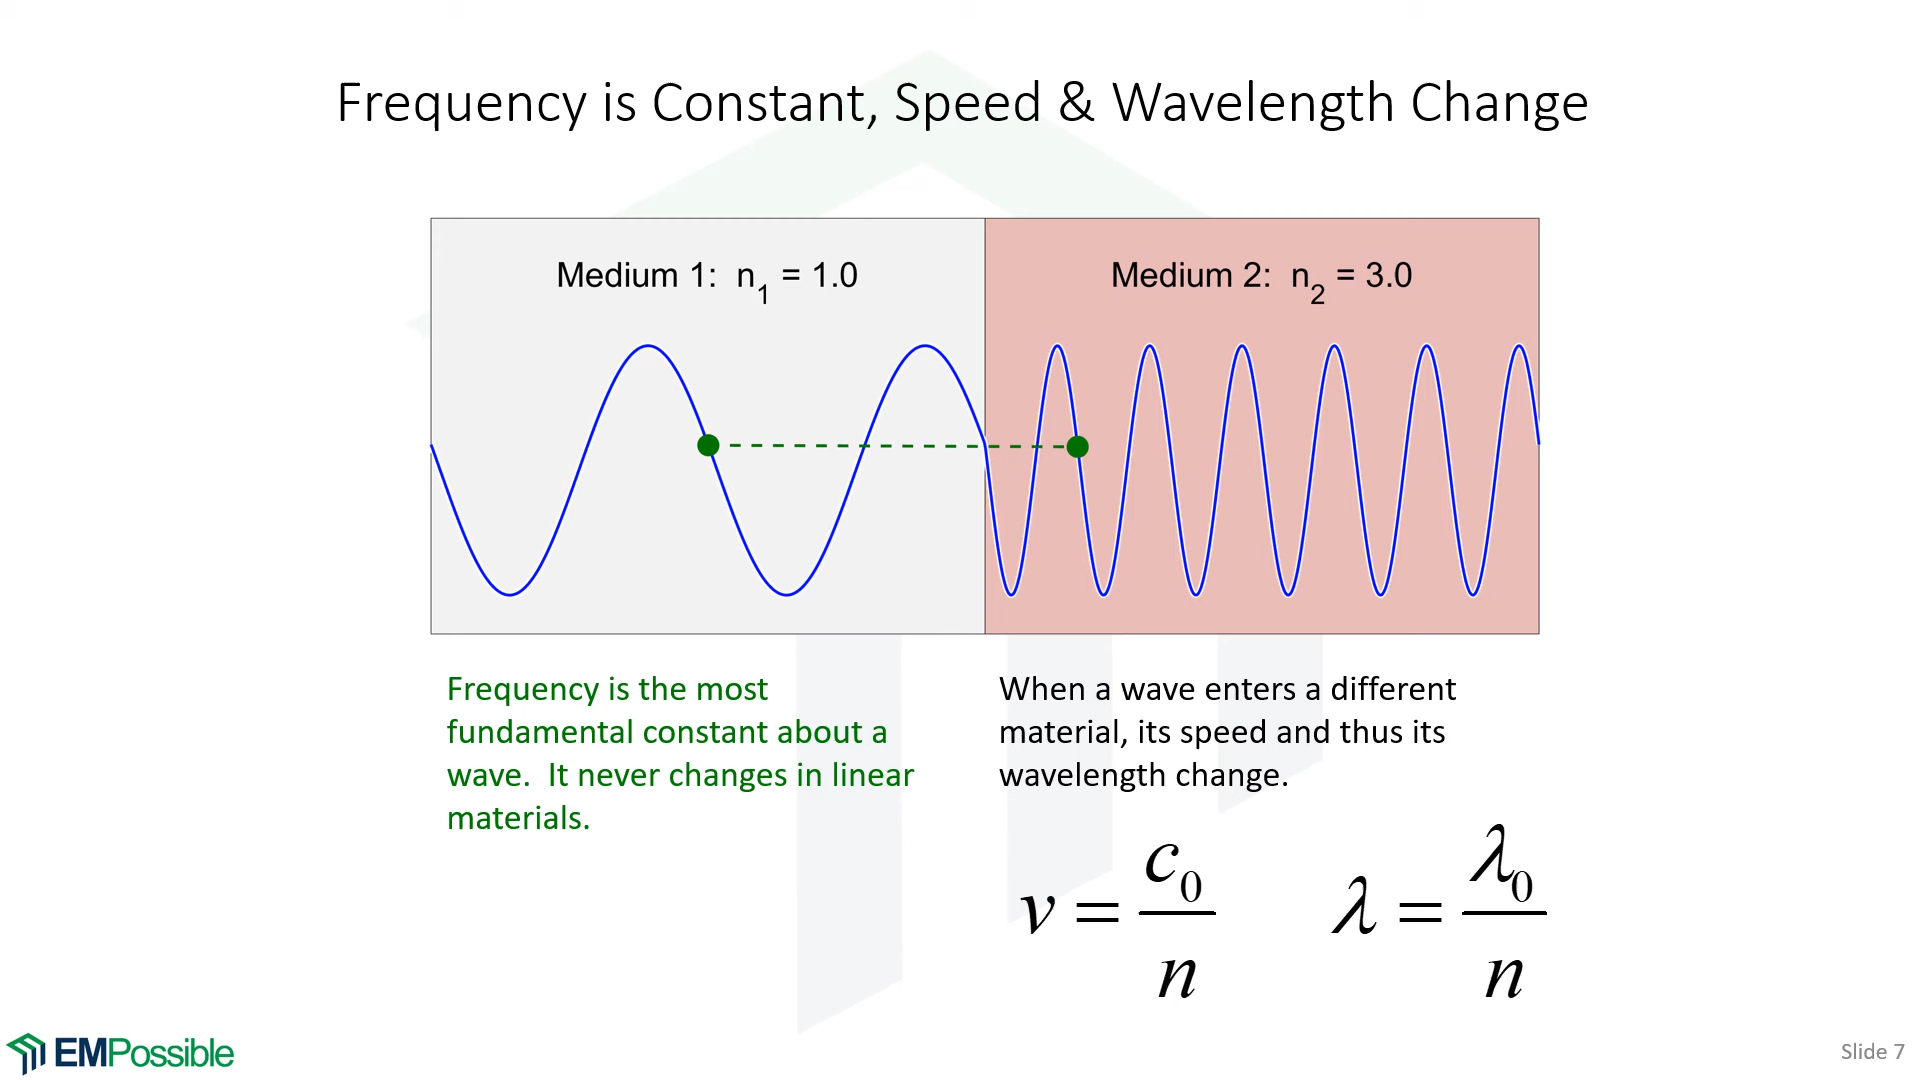 Frequency is Constant, Speed & Wavelength Change
Medium 1:  n₁ = 1.0
Medium 2:  n₂ = 3.0
Frequency is the most
fundamental constant about a
wave.  It never changes in linear
materials.
When a wave enters a different
material, its speed and thus its
wavelength change.
v = c₀/n
λ = λ₀/n
EMPossible
Slide 7